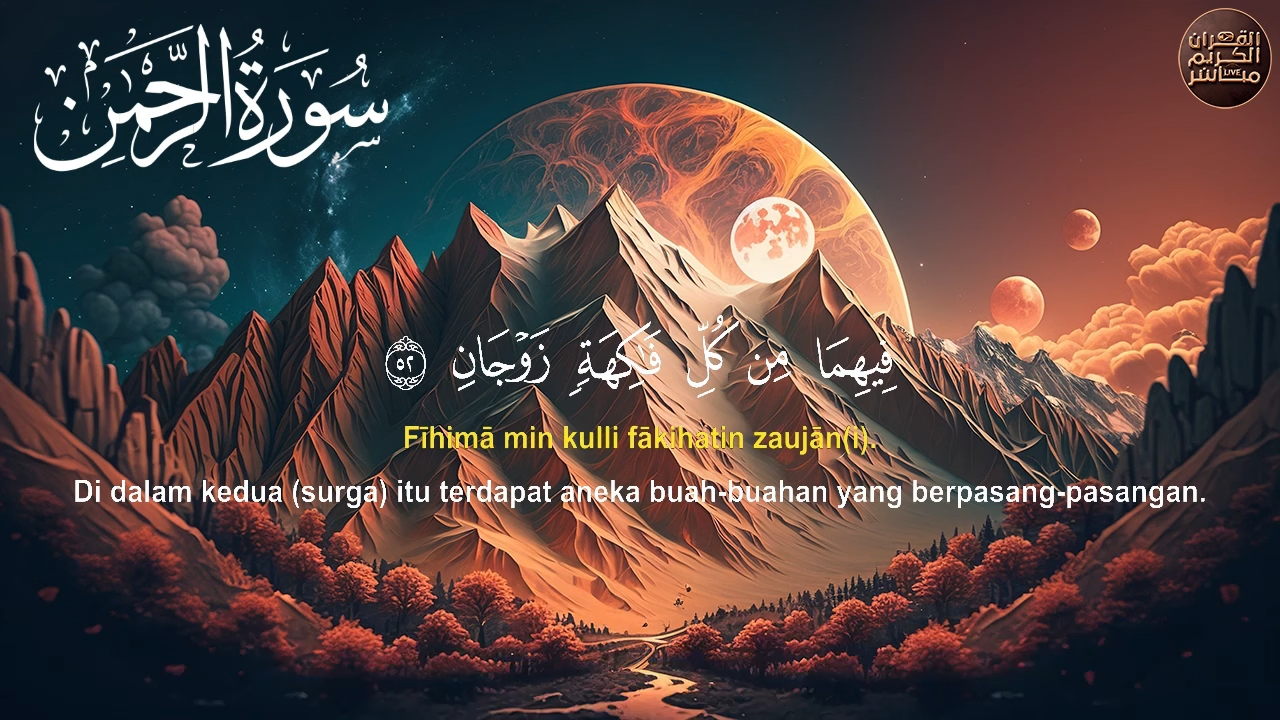 سُورَةُ الرَّحْمَٰنِ
القرآن
الكريم
مباشر
LIVE
فِيهِمَا مِن كُلِّ فَـٰكِهَةٍ زَوْجَانِ ٥٢
Fīhimā min kulli fākihatin zaujān(i).
Di dalam kedua (surga) itu terdapat aneka buah-buahan yang berpasang-pasangan.